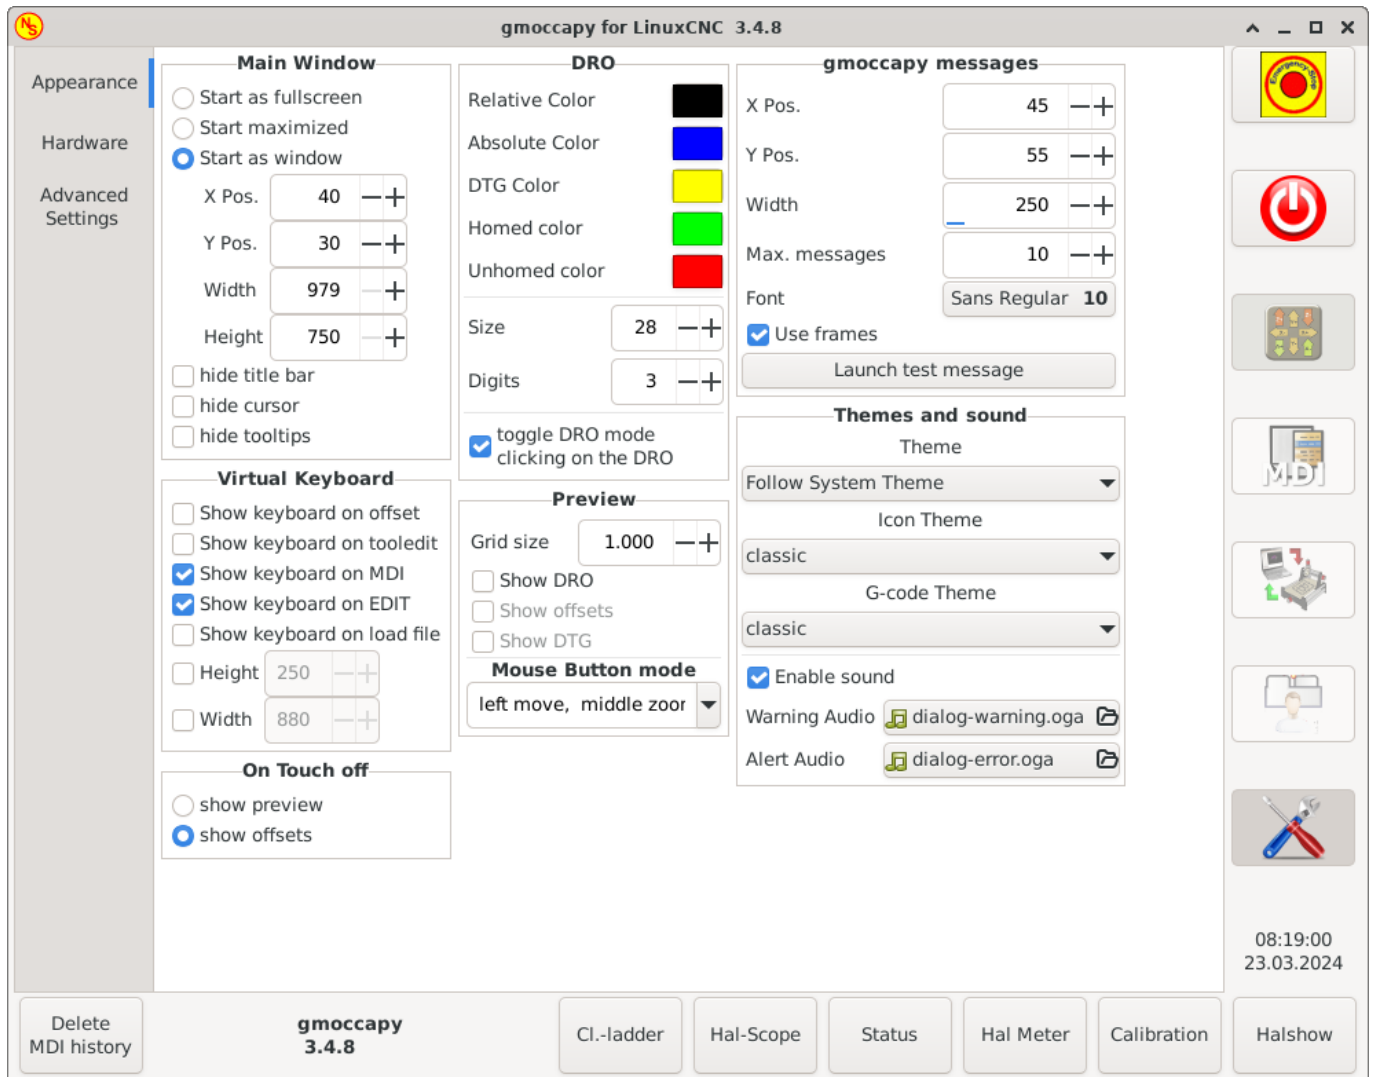 gmoccapy for LinuxCNC 3.4.8
NS
Appearance
Hardware
Advanced
Settings
Main Window
Start as fullscreen
Start maximized
Start as window
X Pos. 40
Y Pos. 30
Width 979
Height 750
hide title bar
hide cursor
hide tooltips
Virtual Keyboard
Show keyboard on offset
Show keyboard on tooledit
Show keyboard on MDI
Show keyboard on EDIT
Show keyboard on load file
Height 250
Width 880
On Touch off
show preview
show offsets
DRO
Relative Color
Absolute Color
DTG Color
Homed color
Unhomed color
Size 28
Digits 3
toggle DRO mode
clicking on the DRO
Preview
Grid size 1.000
Show DRO
Show offsets
Show DTG
Mouse Button mode
left move, middle zoor
gmoccapy messages
X Pos. 45
Y Pos. 55
Width 250
Max. messages 10
Font Sans Regular 10
Use frames
Launch test message
Themes and sound
Theme
Follow System Theme
Icon Theme
classic
G-code Theme
classic
Enable sound
Warning Audio dialog-warning.oga
Alert Audio dialog-error.oga
Emergency-Stop
MDI
08:19:00
23.03.2024
Delete
MDI history
gmoccapy
3.4.8
Cl.-ladder
Hal-Scope
Status
Hal Meter
Calibration
Halshow